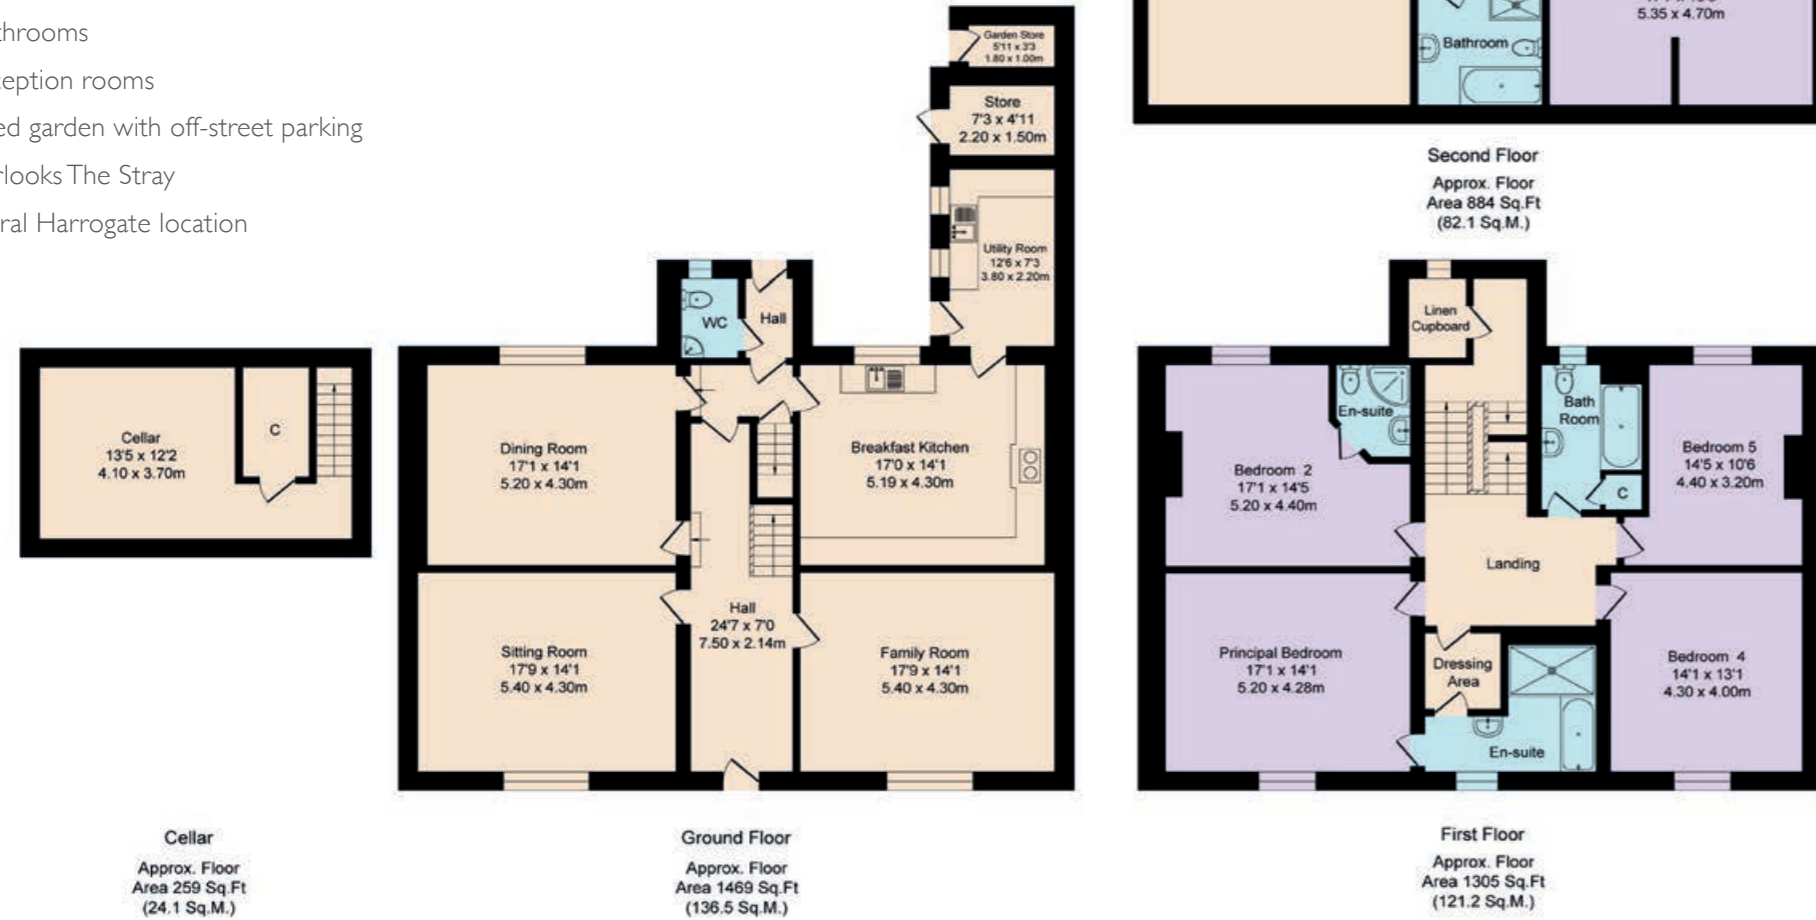 throoms
ception rooms
ed garden with off-street parking
rlooks The Stray
ral Harrogate location
5.35 x 4.70m
Bathroom
Second Floor
Approx. Floor
Area 884 Sq.Ft
(82.1 Sq.M.)
Garden Store
5'11 x 3'3
1.80 x 1.00m
Store
7'3 x 4'11
2.20 x 1.50m
Utility Room
12'6 x 7'3
3.80 x 2.20m
WC
Hall
Cellar
13'5 x 12'2
4.10 x 3.70m
C
Dining Room
17'1 x 14'1
5.20 x 4.30m
Breakfast Kitchen
17'0 x 14'1
5.19 x 4.30m
Hall
24'7 x 7'0
7.50 x 2.14m
Sitting Room
17'9 x 14'1
5.40 x 4.30m
Family Room
17'9 x 14'1
5.40 x 4.30m
Linen
Cupboard
En-suite
Bath
Room
Bedroom 2
17'1 x 14'5
5.20 x 4.40m
Bedroom 5
14'5 x 10'6
4.40 x 3.20m
C
Landing
Principal Bedroom
17'1 x 14'1
5.20 x 4.28m
Dressing
Area
Bedroom 4
14'1 x 13'1
4.30 x 4.00m
En-suite
Cellar
Approx. Floor
Area 259 Sq.Ft
(24.1 Sq.M.)
Ground Floor
Approx. Floor
Area 1469 Sq.Ft
(136.5 Sq.M.)
First Floor
Approx. Floor
Area 1305 Sq.Ft
(121.2 Sq.M.)